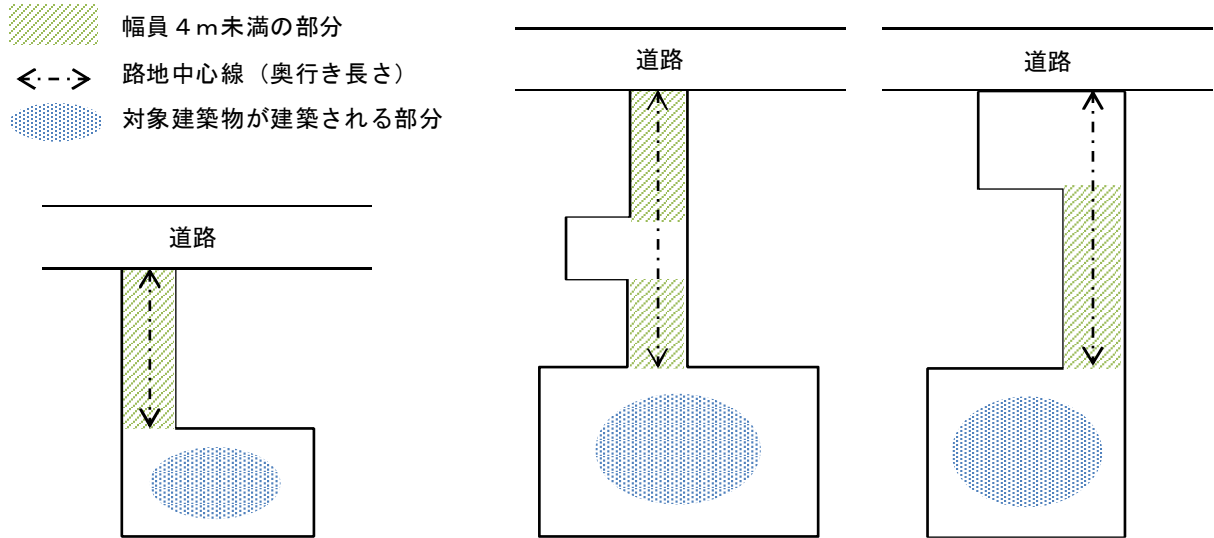 幅員４ｍ未満の部分
路地中心線（奥行き長さ）
対象建築物が建築される部分
道路
道路
道路